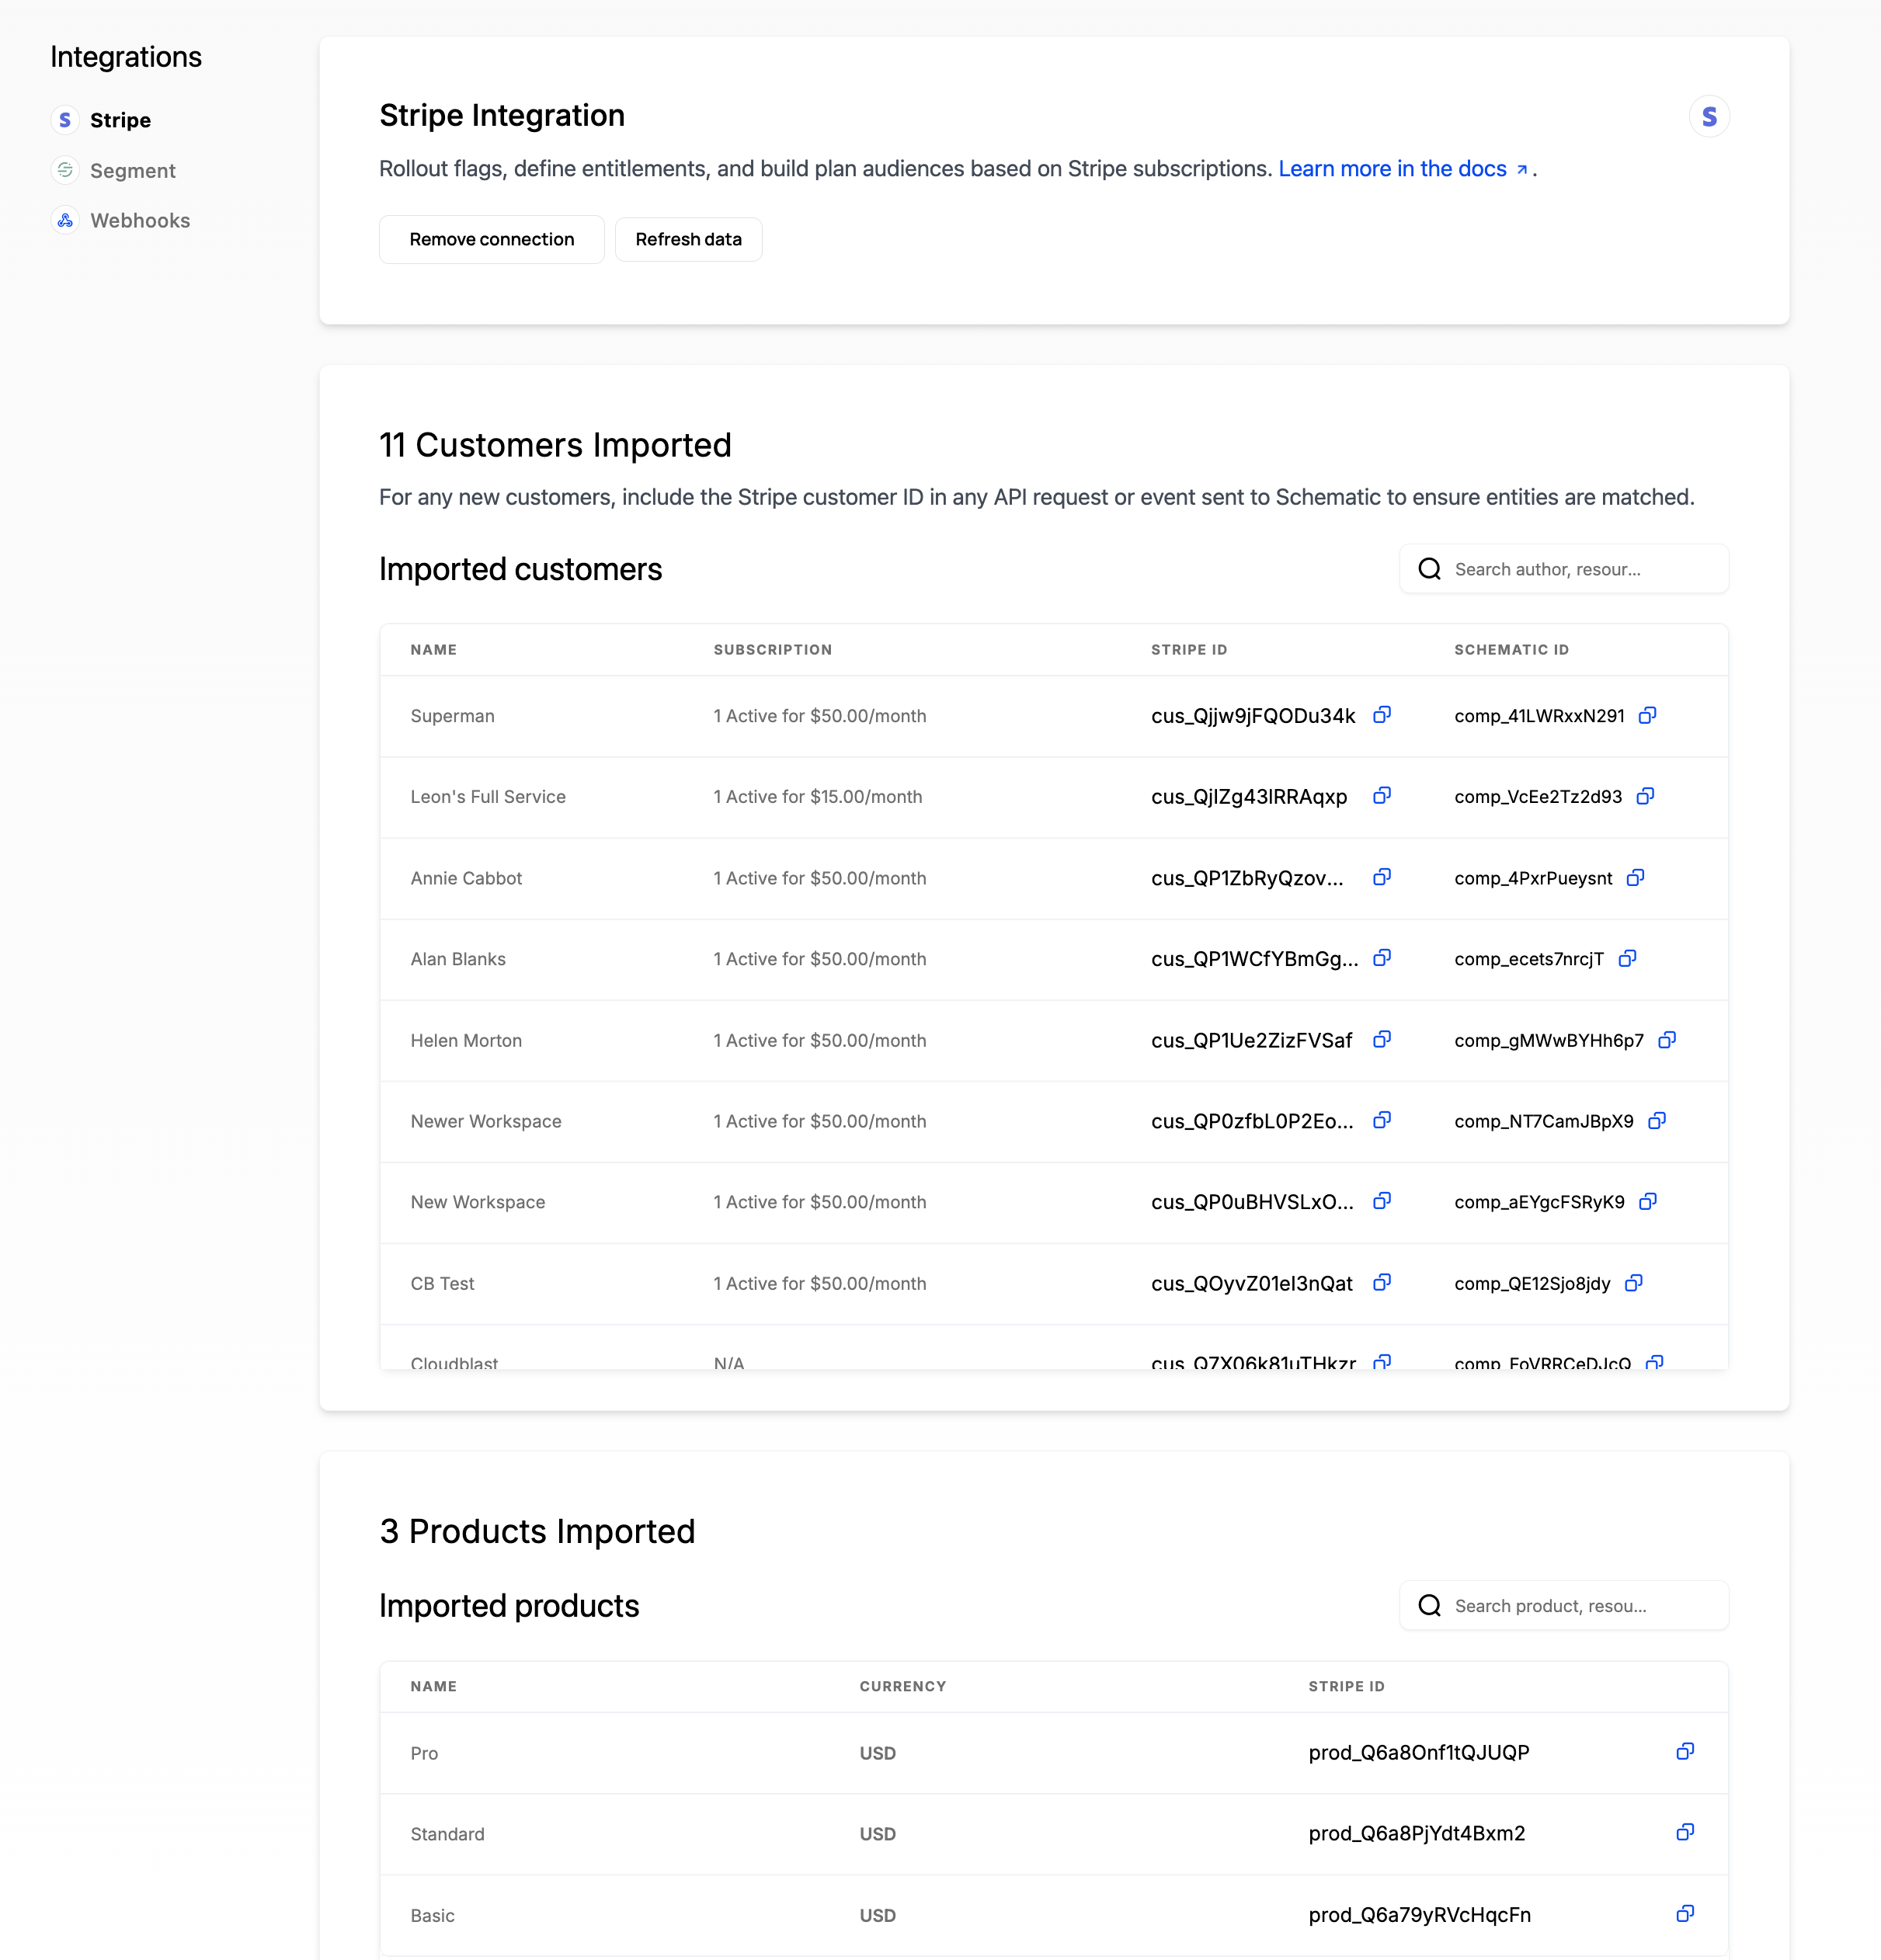 Integrations
Stripe
Segment
Webhooks
Stripe Integration
Rollout flags, define entitlements, and build plan audiences based on Stripe subscriptions. Learn more in the docs ↗.
Remove connection Refresh data
11 Customers Imported
For any new customers, include the Stripe customer ID in any API request or event sent to Schematic to ensure entities are matched.
Imported customers Search author, resour...
NAME SUBSCRIPTION STRIPE ID SCHEMATIC ID
Superman 1 Active for $50.00/month cus_Qjjw9jFQODu34k comp_41LWRxxN291
Leon's Full Service 1 Active for $15.00/month cus_QjlZg43lRRAqxp comp_VcEe2Tz2d93
Annie Cabbot 1 Active for $50.00/month cus_QP1ZbRyQzov... comp_4PxrPueysnt
Alan Blanks 1 Active for $50.00/month cus_QP1WCfYBmGg... comp_ecets7nrcjT
Helen Morton 1 Active for $50.00/month cus_QP1Ue2ZizFVSaf comp_gMWwBYHh6p7
Newer Workspace 1 Active for $50.00/month cus_QP0zfbL0P2Eo... comp_NT7CamJBpX9
New Workspace 1 Active for $50.00/month cus_QP0uBHVSLxO... comp_aEYgcFSRyK9
CB Test 1 Active for $50.00/month cus_QOyvZ01eI3nQat comp_QE12Sjo8jdy
Cloudblast N/A cus_Q7X06k81uTHkzr comp_FoVRRCeDJcQ
3 Products Imported
Imported products Search product, resou...
NAME CURRENCY STRIPE ID
Pro USD prod_Q6a8Onf1tQJUQP
Standard USD prod_Q6a8PjYdt4Bxm2
Basic USD prod_Q6a79yRVcHqcFn